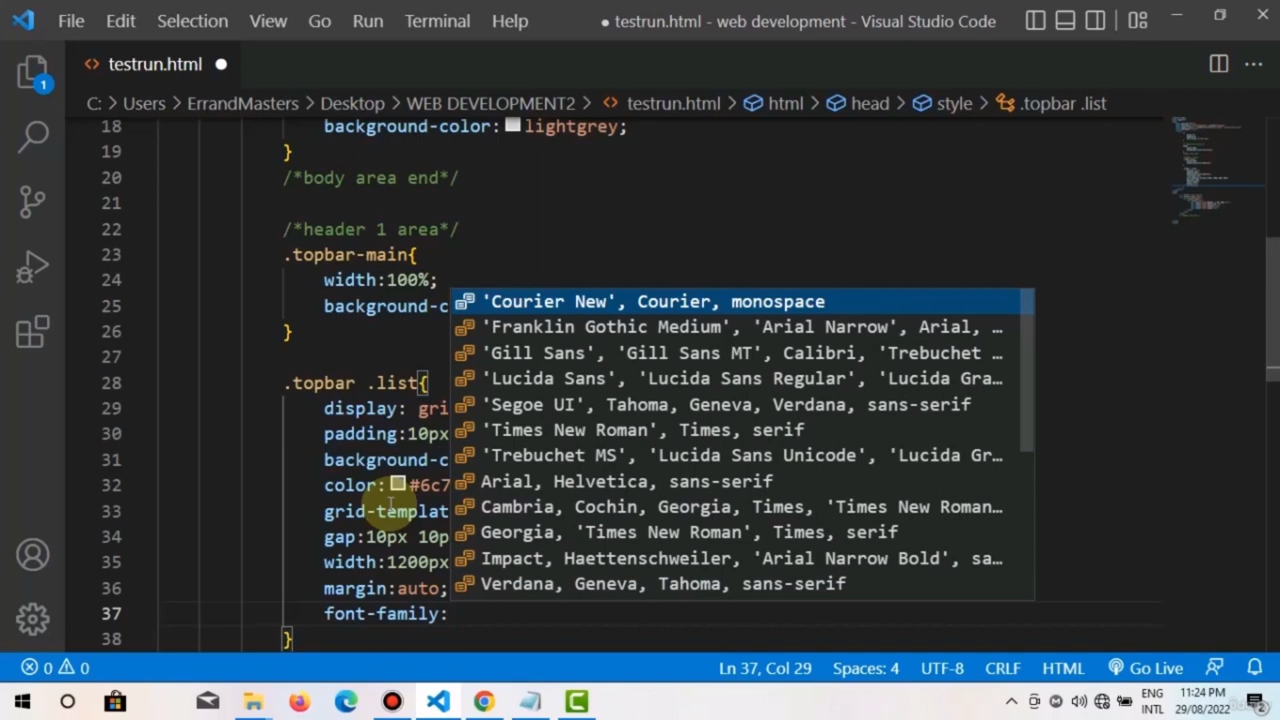 File Edit Selection View Go Run Terminal Help ● testrun.html - web development - Visual Studio Code
testrun.html
C: > Users > ErrandMasters > Desktop > WEB DEVELOPMENT2 > testrun.html > html > head > style > .topbar .list
18 background-color: lightgrey;
19 }
20 /*body area end*/
21
22 /*header 1 area*/
23 .topbar-main{
24 width:100%;
25 background-c
26 }
27
28 .topbar .list{
29 display: gri
30 padding:10px
31 background-c
32 color: #6c7
33 grid-templat
34 gap:10px 10p
35 width:1200px
36 margin:auto;
37 font-family:
38 }
'Courier New', Courier, monospace
'Franklin Gothic Medium', 'Arial Narrow', Arial, …
'Gill Sans', 'Gill Sans MT', Calibri, 'Trebuchet …
'Lucida Sans', 'Lucida Sans Regular', 'Lucida Gra…
'Segoe UI', Tahoma, Geneva, Verdana, sans-serif
'Times New Roman', Times, serif
'Trebuchet MS', 'Lucida Sans Unicode', 'Lucida Gr…
Arial, Helvetica, sans-serif
Cambria, Cochin, Georgia, Times, 'Times New Roman…
Georgia, 'Times New Roman', Times, serif
Impact, Haettenschweiler, 'Arial Narrow Bold', sa…
Verdana, Geneva, Tahoma, sans-serif
1
0 0 Ln 37, Col 29 Spaces: 4 UTF-8 CRLF HTML Go Live
ENG 11:24 PM
INTL 29/08/2022 2